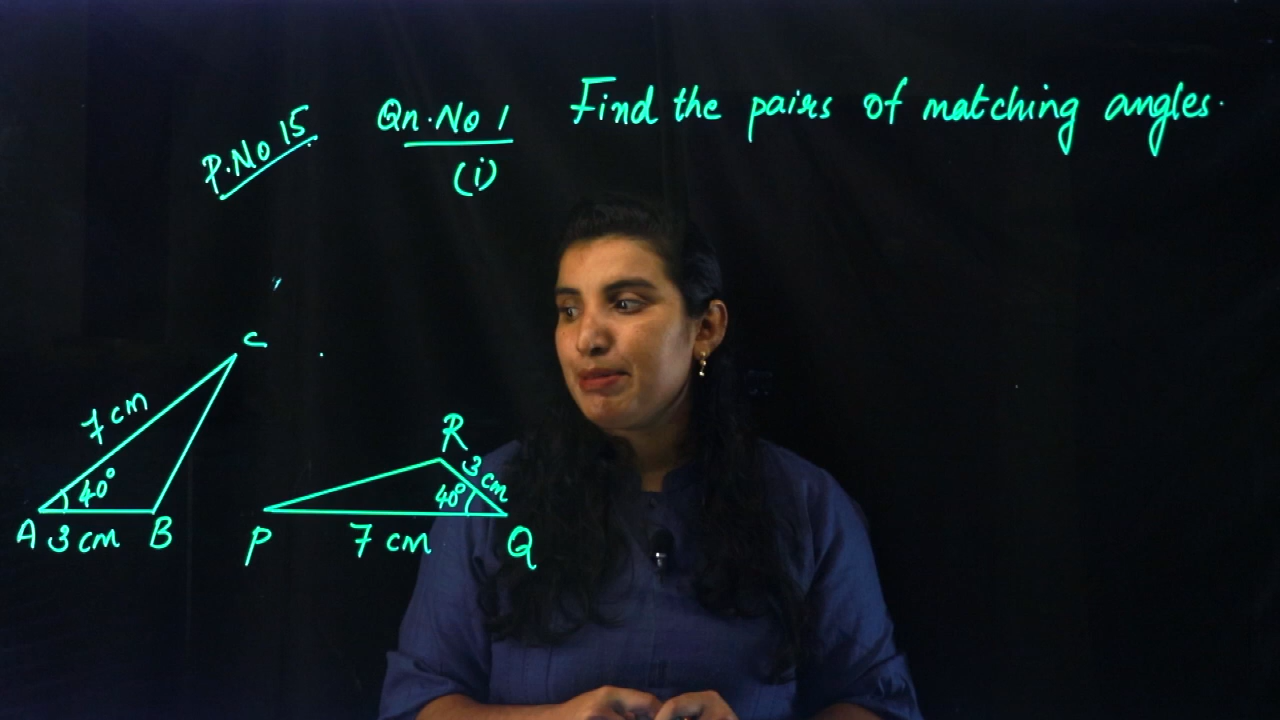 P.No 15
Qn.No 1
(i)
Find the pairs of matching angles.
C
7 cm
40°
A 3 cm B
R
3 cm
40°
P 7 cm Q